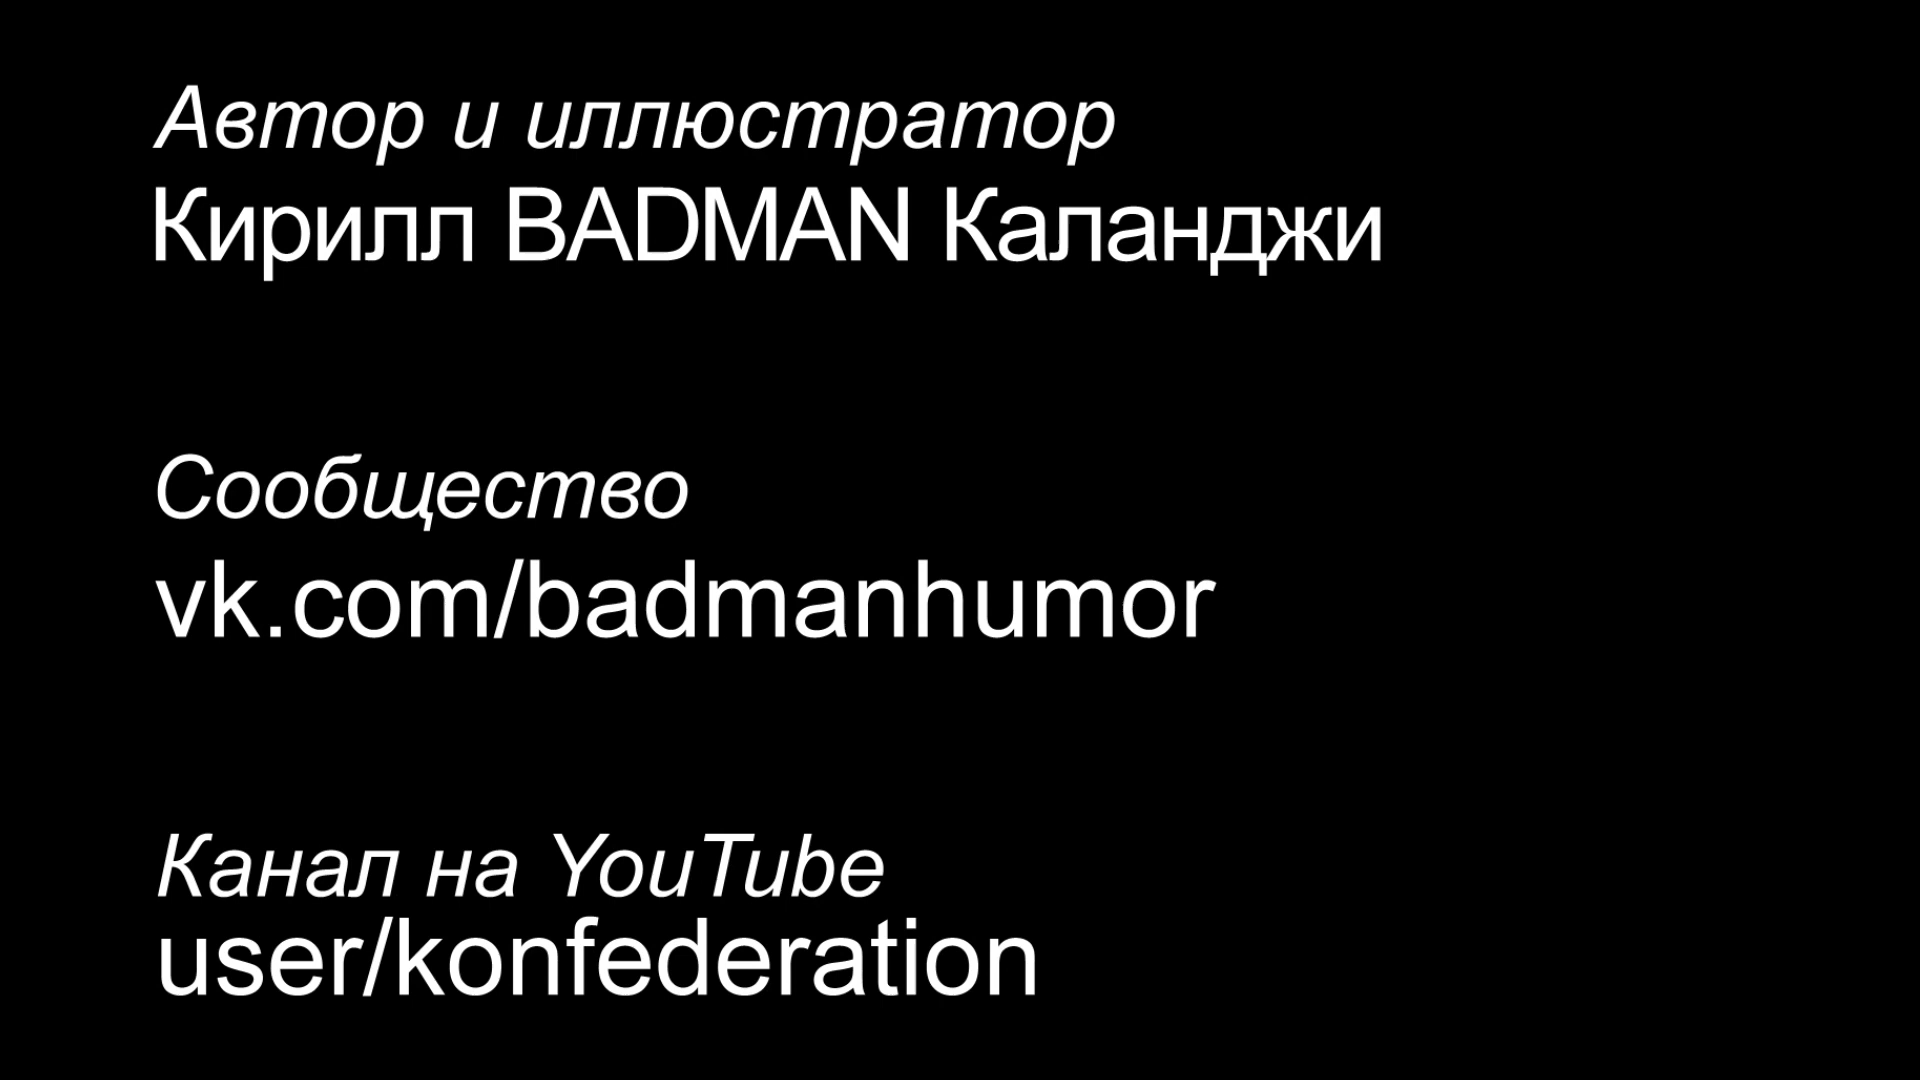 Автор и иллюстратор
Кирилл BADMAN Каланджи
Сообщество
vk.com/badmanhumor
Канал на YouTube
user/konfederation